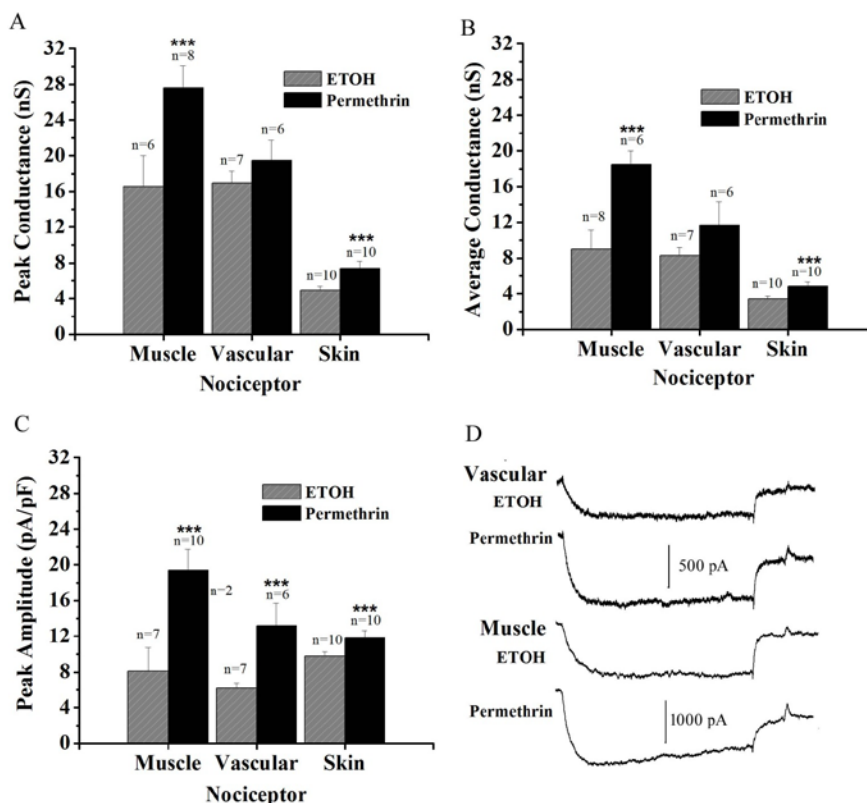 A
Peak Conductance (nS)
32
28
24
20
16
12
8
4
0
***
n=8
n=6
n=7
n=6
***
n=10
n=10
ETOH
Permethrin
Muscle Vascular Skin
Nociceptor
B
Average Conductance (nS)
32
28
24
20
16
12
8
4
0
***
n=6
n=8
n=6
n=7
***
n=10 n=10
ETOH
Permethrin
Muscle Vascular Skin
Nociceptor
C
Peak Amplitude (pA/pF)
32
28
24
20
16
12
8
4
0
***
n=10
n=2
n=7
***
n=6
n=7
***
n=10 n=10
ETOH
Permethrin
Muscle Vascular Skin
Nociceptor
D
Vascular
ETOH
Permethrin
500 pA
Muscle
ETOH
Permethrin
1000 pA